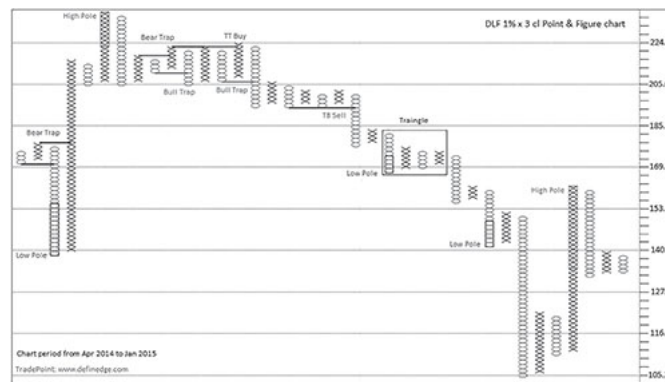 High Pole
DLF 1% x 3 cl Point & Figure chart
Bear Trap
TT Buy
224.
205.
Bull Trap
Bull Trap
TB Sell
185.
Bear Trap
Traingle
169.
Low Pole
High Pole
153.
Low Pole
Low Pole
140.
127.
116.
Chart period from Apr 2014 to Jan 2015
TradePoint: www.definedge.com
105.